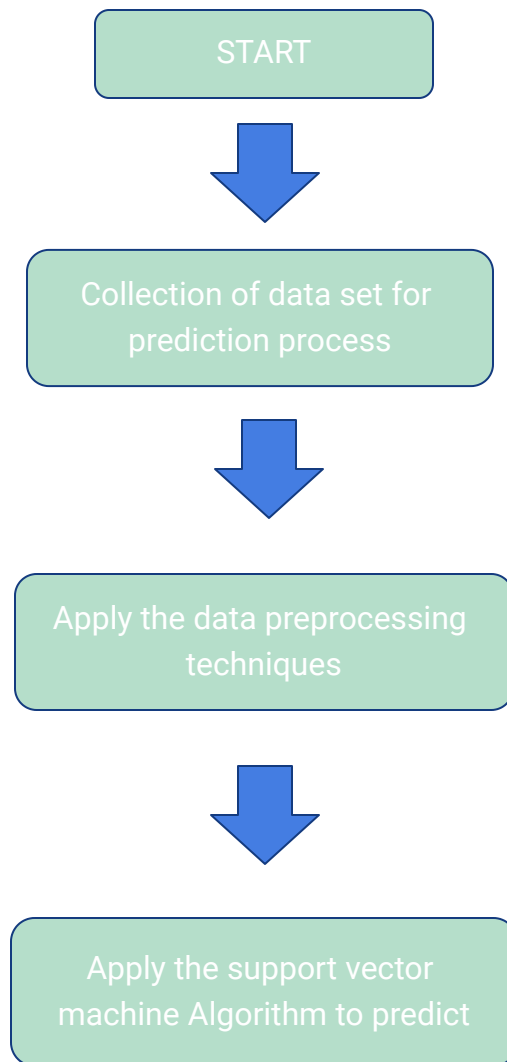 START
Collection of data set for
prediction process
Apply the data preprocessing
techniques
Apply the support vector
machine Algorithm to predict